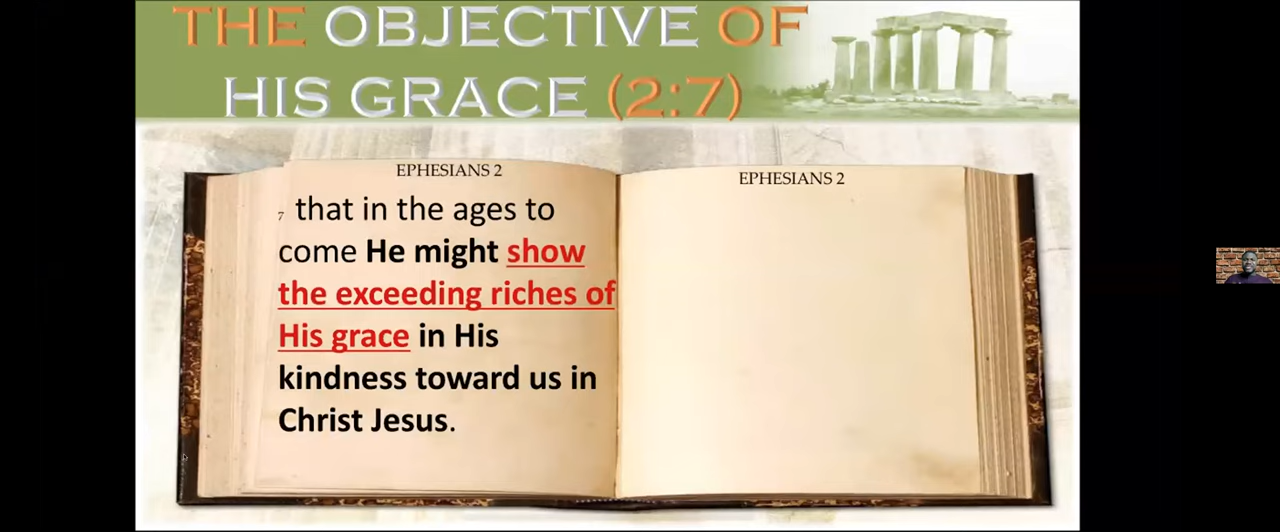 THE OBJECTIVE OF
HIS GRACE (2:7)
EPHESIANS 2
7 that in the ages to
come He might show
the exceeding riches of
His grace in His
kindness toward us in
Christ Jesus.
EPHESIANS 2